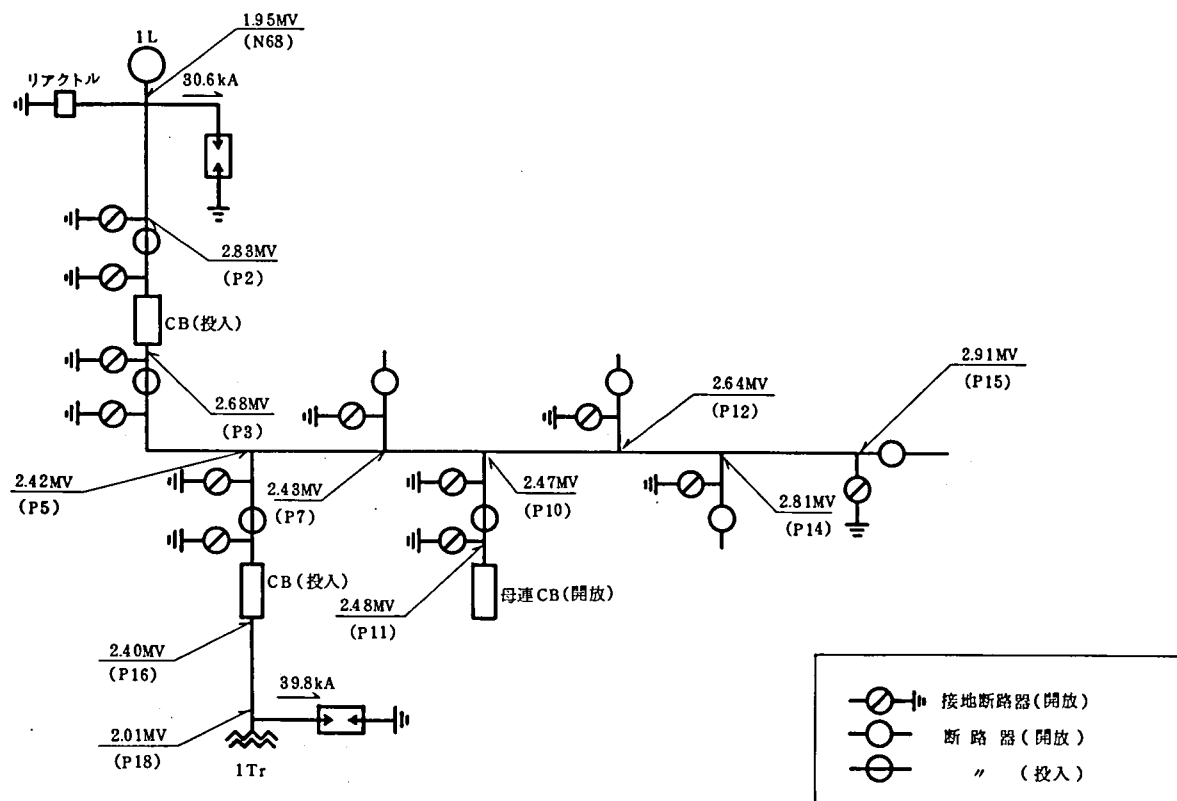 1.95MV
(N68)
1L
リアクトル
30.6kA
2.83MV
(P2)
CB(投入)
2.68MV
(P3)
2.64MV
(P12)
2.91MV
(P15)
2.42MV
(P5)
2.43MV
(P7)
2.47MV
(P10)
2.81MV
(P14)
CB(投入)
母連CB(開放)
2.48MV
(P11)
2.40MV
(P16)
39.8kA
2.01MV
(P18)
1Tr
接地断路器(開放)
断路器(開放)
〃(投入)